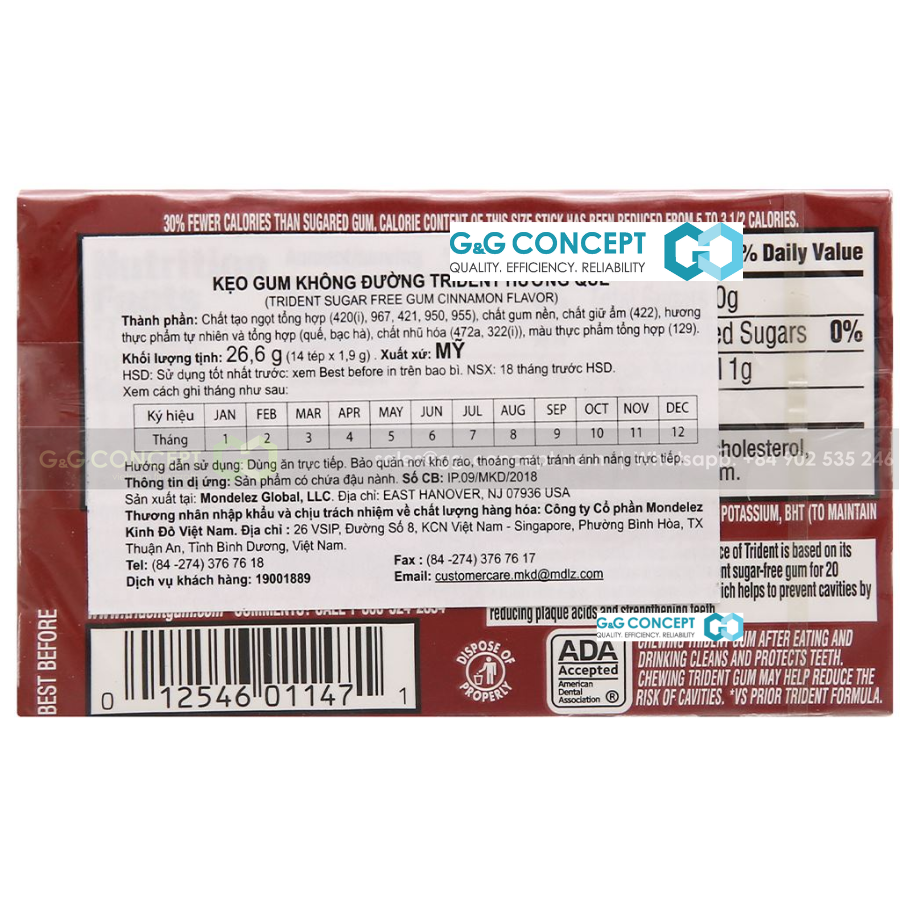 30% FEWER CALORIES THAN SUGARED GUM. CALORIE CONTENT OF THIS SIZE STICK HAS BEEN REDUCED FROM 5 TO 3 1/2 CALORIES.
G&G CONCEPT
QUALITY. EFFICIENCY. RELIABILITY
% Daily Value
0g
ed Sugars 0%
11g
cholesterol,
m.
KẸO GUM KHÔNG ĐƯỜNG TRIDENT HƯƠNG QUẾ
(TRIDENT SUGAR FREE GUM CINNAMON FLAVOR)
Thành phần: Chất tạo ngọt tổng hợp (420(i), 967, 421, 950, 955), chất gum nền, chất giữ ẩm (422), hương
thực phẩm tự nhiên và tổng hợp (quế, bạc hà), chất nhũ hóa (472a, 322(i)), màu thực phẩm tổng hợp (129).
Khối lượng tịnh: 26,6 g (14 tép x 1,9 g) . Xuất xứ: MỸ
HSD: Sử dụng tốt nhất trước: xem Best before in trên bao bì. NSX: 18 tháng trước HSD.
Xem cách ghi tháng như sau:
Ký hiệu JAN FEB MAR APR MAY JUN JUL AUG SEP OCT NOV DEC
Tháng 1 2 3 4 5 6 7 8 9 10 11 12
G&G CONCEPT
Whatsapp: +84 902 535 246
Hướng dẫn sử dụng: Dùng ăn trực tiếp. Bảo quản nơi khô ráo, thoáng mát, tránh ánh nắng trực tiếp.
Thông tin dị ứng: Sản phẩm có chứa đậu nành. Số CB: IP.09/MKD/2018
Sản xuất tại: Mondelez Global, LLC. Địa chỉ: EAST HANOVER, NJ 07936 USA
Thương nhân nhập khẩu và chịu trách nhiệm về chất lượng hàng hóa: Công ty Cổ phần Mondelez
Kinh Đô Việt Nam. Địa chỉ : 26 VSIP, Đường Số 8, KCN Việt Nam - Singapore, Phường Bình Hòa, TX
Thuận An, Tỉnh Bình Dương, Việt Nam.
Tel: (84 -274) 376 76 18 Fax : (84 -274) 376 76 17
Dịch vụ khách hàng: 19001889 Email: customercare.mkd@mdlz.com
POTASSIUM, BHT (TO MAINTAIN
ce of Trident is based on its
nt sugar-free gum for 20
hich helps to prevent cavities by
reducing plaque acids and strengthening teeth.
G&G CONCEPT
QUALITY. EFFICIENCY. RELIABILITY
BEST BEFORE
0 12546 01147 1
DISPOSE OF PROPERLY
ADA
Accepted
American
Dental
Association ®
CHEWING TRIDENT GUM AFTER EATING AND
DRINKING CLEANS AND PROTECTS TEETH.
CHEWING TRIDENT GUM MAY HELP REDUCE THE
RISK OF CAVITIES. *VS PRIOR TRIDENT FORMULA.